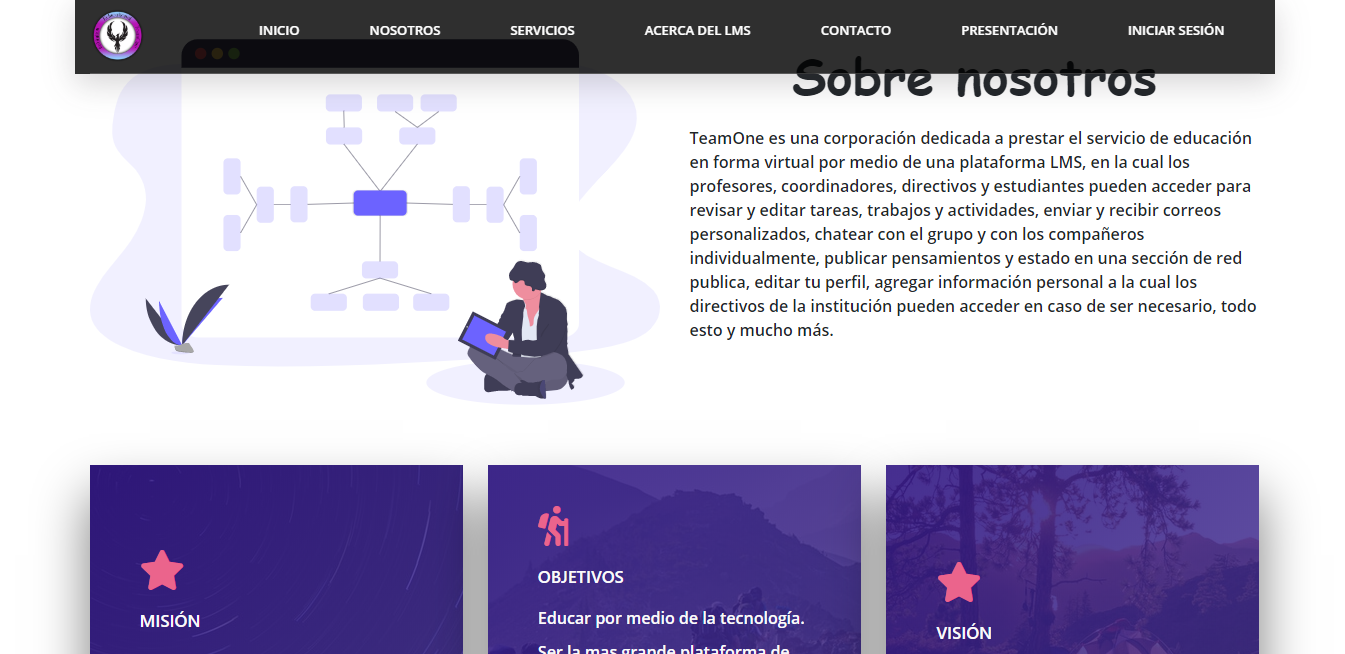 INICIO NOSOTROS SERVICIOS ACERCA DEL LMS CONTACTO PRESENTACIÓN INICIAR SESIÓN
Sobre nosotros
TeamOne es una corporación dedicada a prestar el servicio de educación
en forma virtual por medio de una plataforma LMS, en la cual los
profesores, coordinadores, directivos y estudiantes pueden acceder para
revisar y editar tareas, trabajos y actividades, enviar y recibir correos
personalizados, chatear con el grupo y con los compañeros
individualmente, publicar pensamientos y estado en una sección de red
publica, editar tu perfil, agregar información personal a la cual los
directivos de la institución pueden acceder en caso de ser necesario, todo
esto y mucho más.
MISIÓN
OBJETIVOS
Educar por medio de la tecnología.
Ser la mas grande plataforma de
VISIÓN